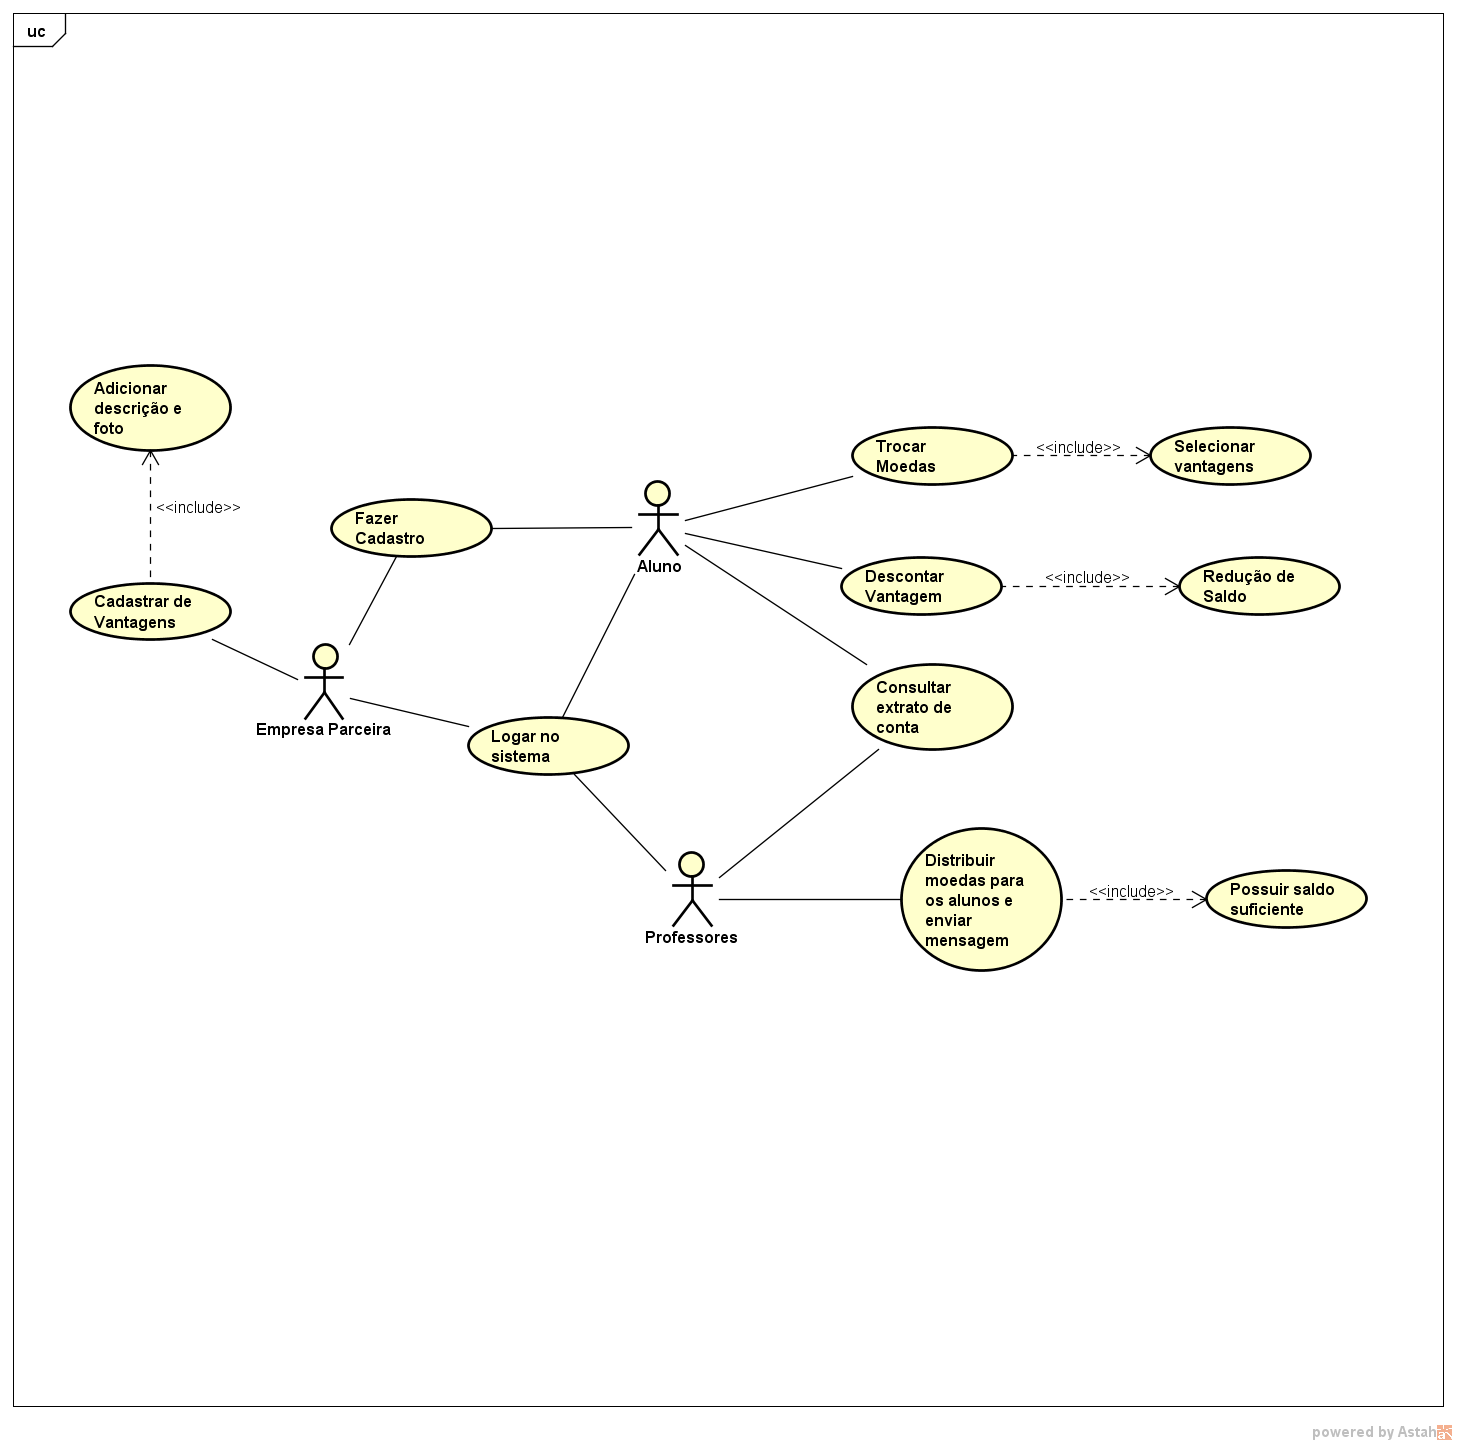 uc
Adicionar
descrição e
foto
<<include>>
Cadastrar de
Vantagens
Fazer
Cadastro
Empresa Parceira
Logar no
sistema
Aluno
Professores
Trocar
Moedas
<<include>>
Selecionar
vantagens
Descontar
Vantagem
<<include>>
Redução de
Saldo
Consultar
extrato de
conta
Distribuir
moedas para
os alunos e
enviar
mensagem
<<include>>
Possuir saldo
suficiente
powered by Astah